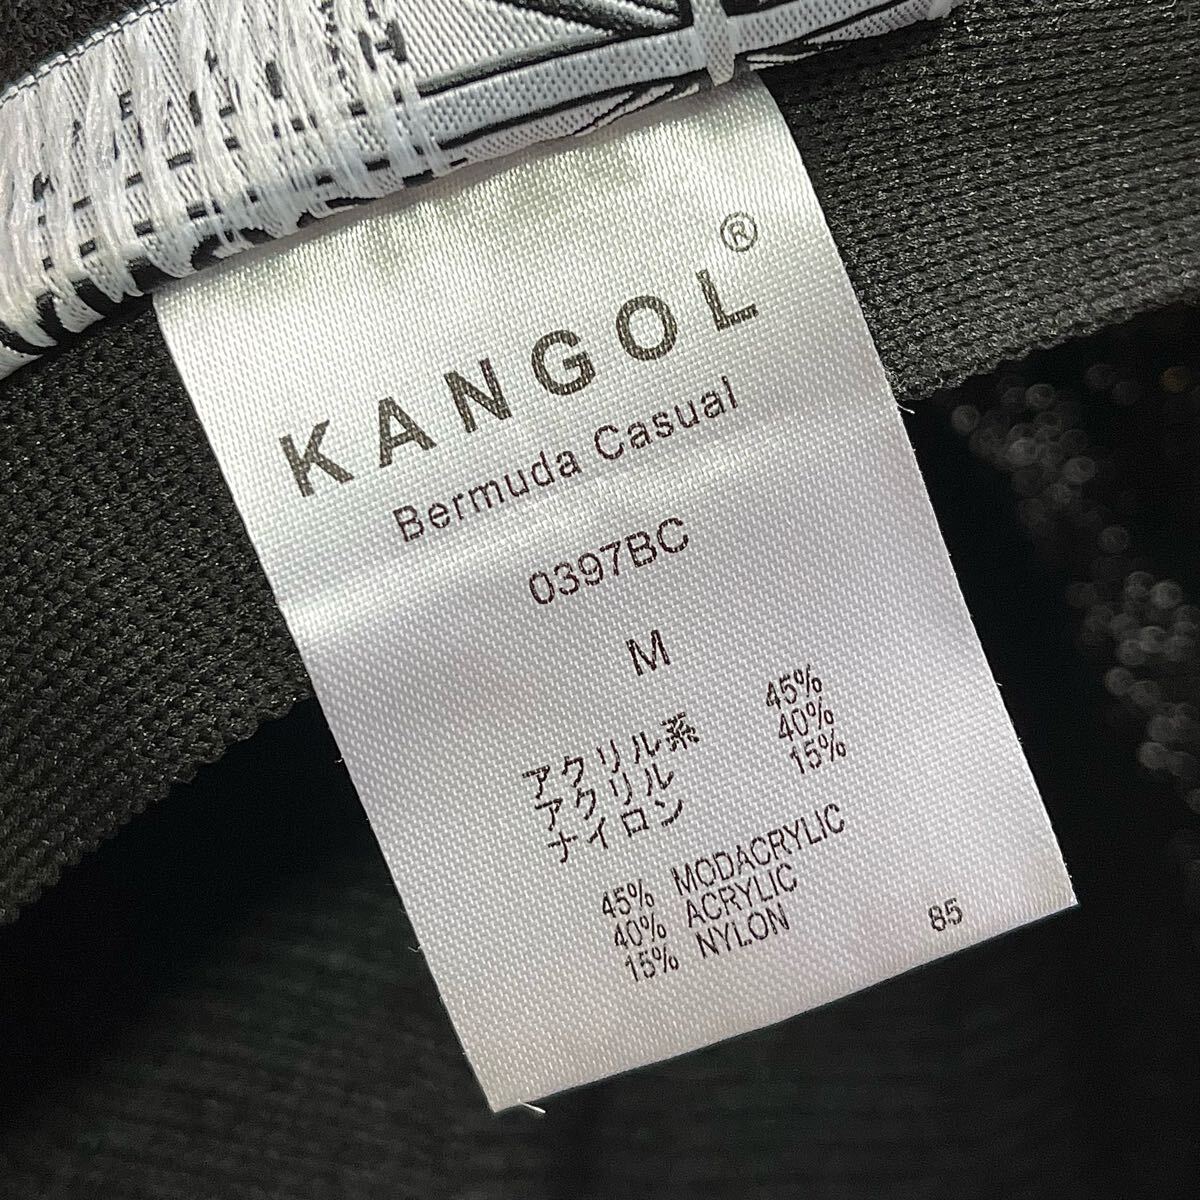 KANGOL®
Bermuda Casual
0397BC
M
アクリル系 45%
アクリル 40%
ナイロン 15%
45% MODACRYLIC
40% ACRYLIC
15% NYLON
85